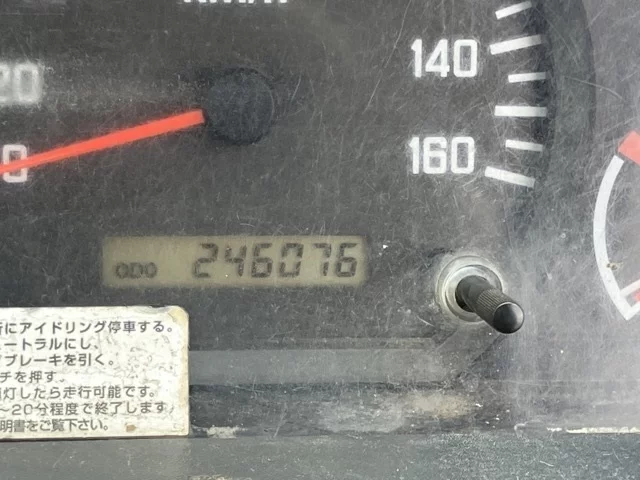 km/h
140
20
0
160
ODO 246076
にアイドリング停車する。
ートラルにし、
ブレーキを引く。
チを押す。
灯したら走行可能です。
～20分程度で終了します
明書をご覧下さい。